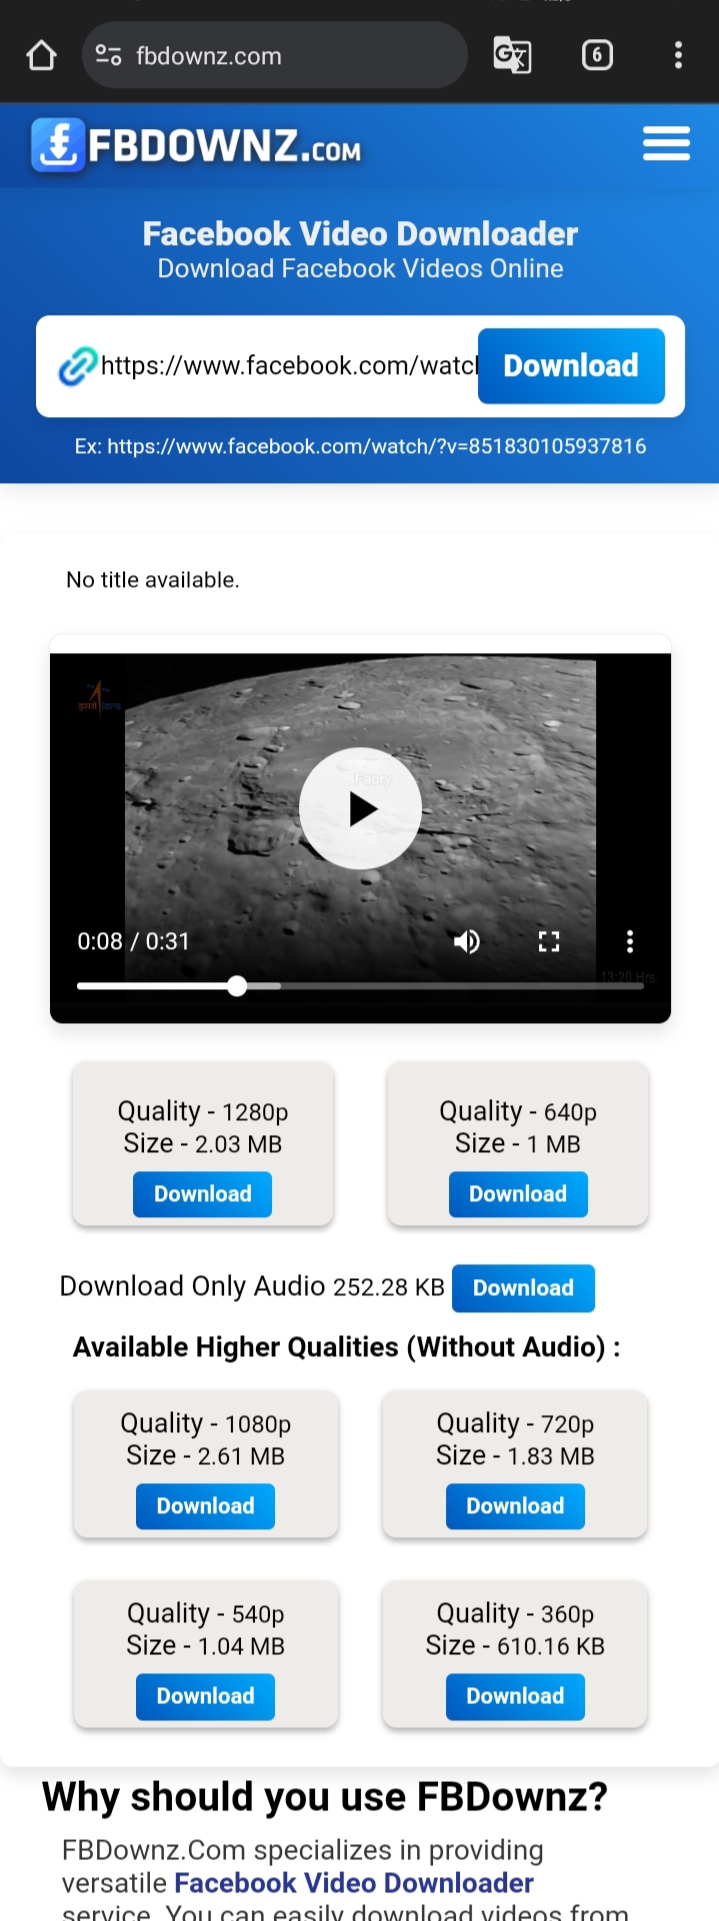 fbdownz.com
6
FBDOWNZ.COM
Facebook Video Downloader
Download Facebook Videos Online
https://www.facebook.com/watch
Download
Ex: https://www.facebook.com/watch/?v=851830105937816
No title available.
इसरो isro
Fabry
0:08 / 0:31
13:20 Hrs.
Quality - 1280p
Size - 2.03 MB
Download
Quality - 640p
Size - 1 MB
Download
Download Only Audio 252.28 KB Download
Available Higher Qualities (Without Audio) :
Quality - 1080p
Size - 2.61 MB
Download
Quality - 720p
Size - 1.83 MB
Download
Quality - 540p
Size - 1.04 MB
Download
Quality - 360p
Size - 610.16 KB
Download
Why should you use FBDownz?
FBDownz.Com specializes in providing
versatile Facebook Video Downloader
service. You can easily download videos from